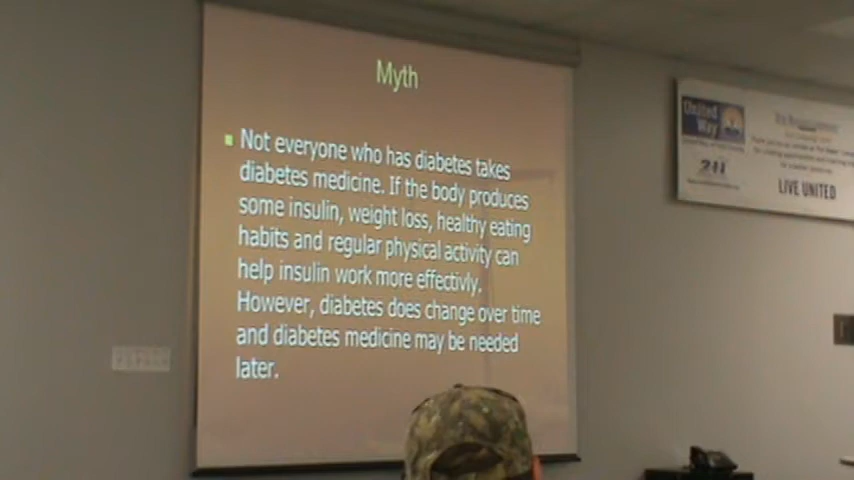 Myth
Not everyone who has diabetes takes
diabetes medicine. If the body produces
some insulin, weight loss, healthy eating
habits and regular physical activity can
help insulin work more effectivly.
However, diabetes does change over time
and diabetes medicine may be needed
later.
United
Way
211
LIVE UNITED